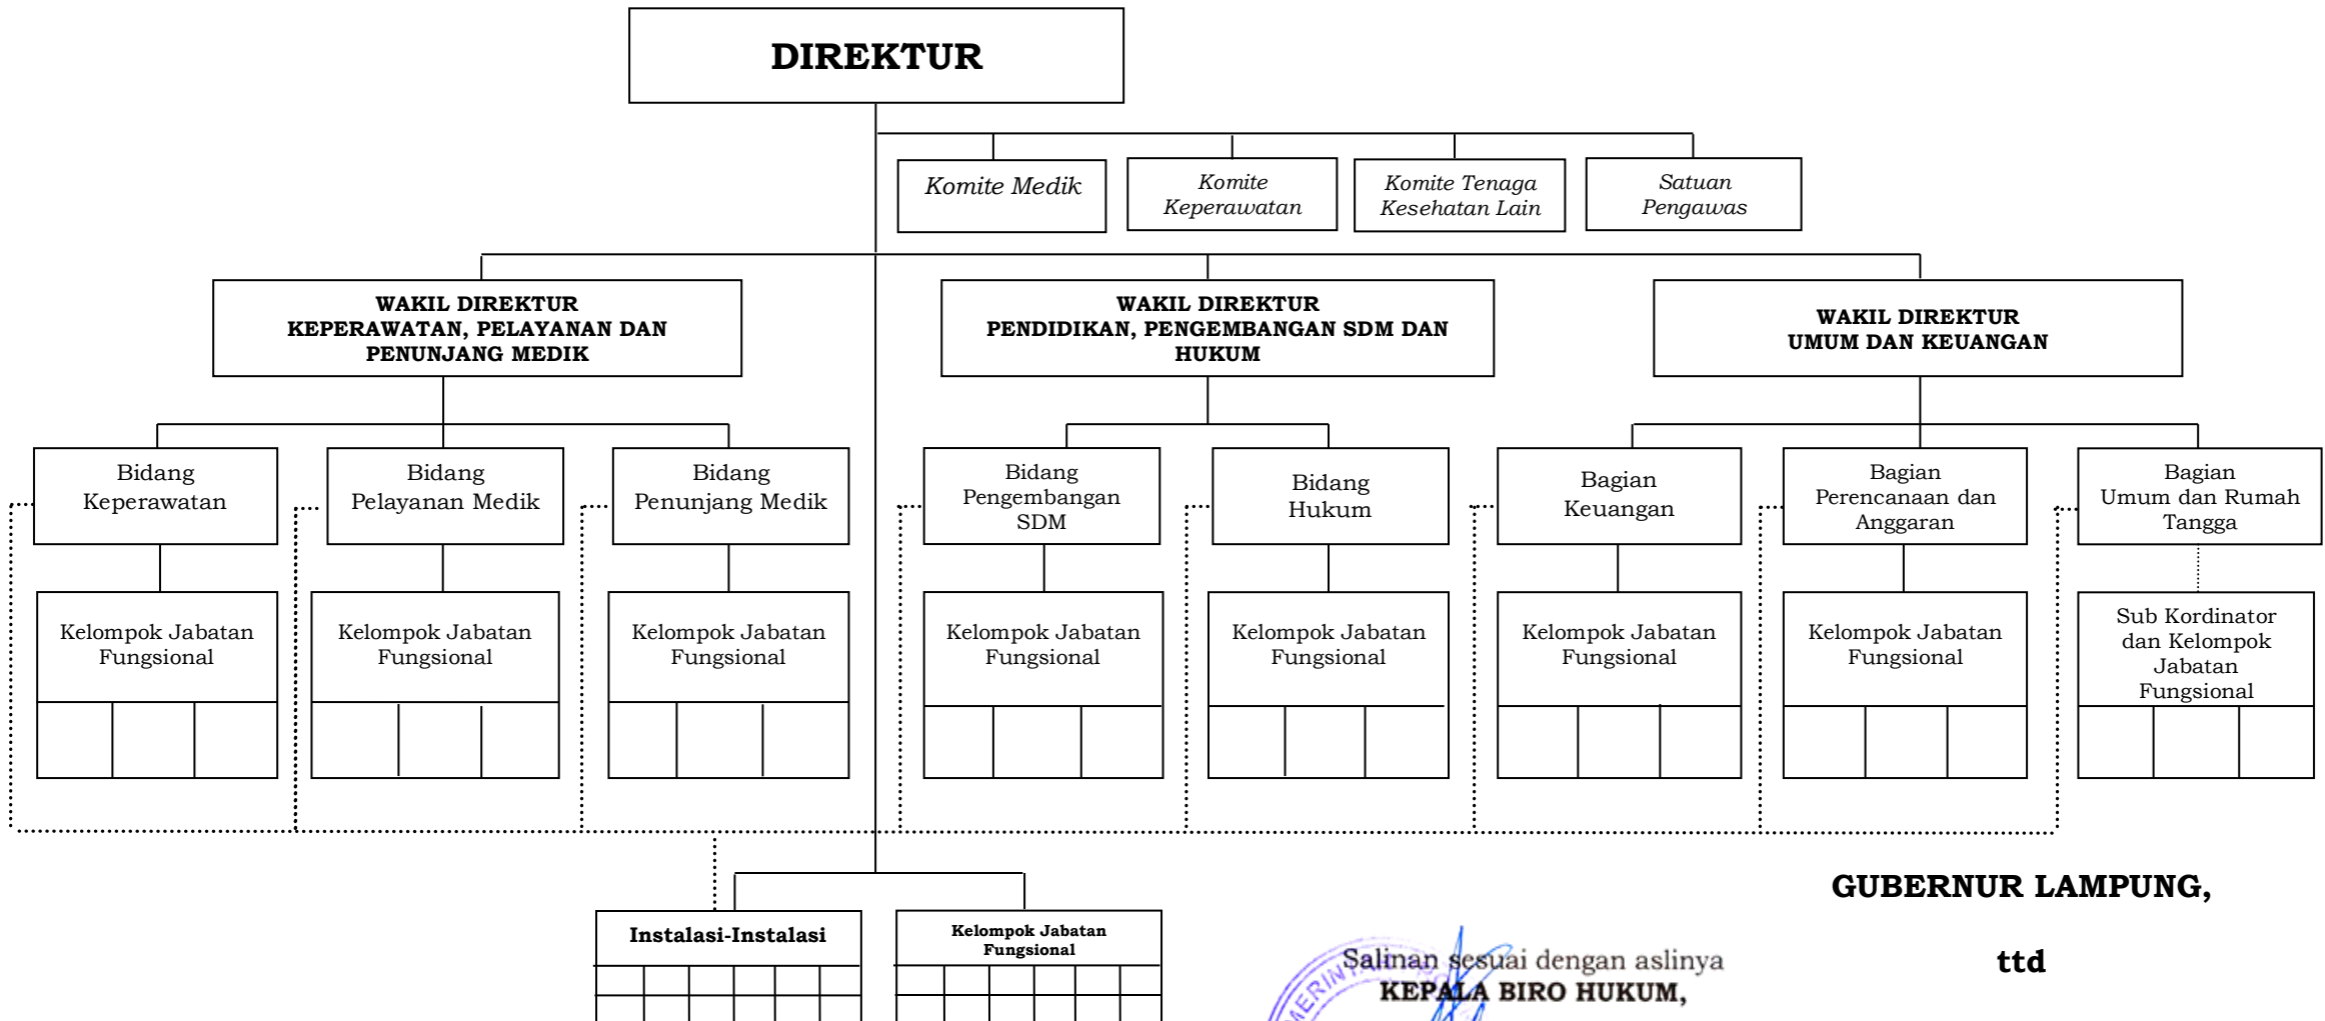 DIREKTUR
Komite Medik
Komite
Keperawatan
Komite Tenaga
Kesehatan Lain
Satuan
Pengawas
WAKIL DIREKTUR
KEPERAWATAN, PELAYANAN DAN
PENUNJANG MEDIK
WAKIL DIREKTUR
PENDIDIKAN, PENGEMBANGAN SDM DAN
HUKUM
WAKIL DIREKTUR
UMUM DAN KEUANGAN
Bidang
Keperawatan
Bidang
Pelayanan Medik
Bidang
Penunjang Medik
Bidang
Pengembangan
SDM
Bidang
Hukum
Bagian
Keuangan
Bagian
Perencanaan dan
Anggaran
Bagian
Umum dan Rumah
Tangga
Kelompok Jabatan
Fungsional
Kelompok Jabatan
Fungsional
Kelompok Jabatan
Fungsional
Kelompok Jabatan
Fungsional
Kelompok Jabatan
Fungsional
Kelompok Jabatan
Fungsional
Kelompok Jabatan
Fungsional
Sub Kordinator
dan Kelompok
Jabatan
Fungsional
Instalasi-Instalasi
Kelompok Jabatan
Fungsional
GUBERNUR LAMPUNG,
ttd
Salinan sesuai dengan aslinya
KEPALA BIRO HUKUM,